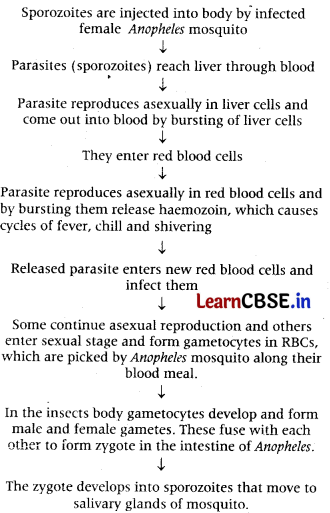 Sporozoites are injected into body by infected
female Anopheles mosquito
↓
Parasites (sporozoites) reach liver through blood
↓
Parasite reproduces asexually in liver cells and
come out into blood by bursting of liver cells
↓
They enter red blood cells
↓
Parasite reproduces asexually in red blood cells and
by bursting them release haemozoin, which causes
cycles of fever, chill and shivering
↓
Released parasite enters new red blood cells and
infect them
↓ LearnCBSE.in
Some continue asexual reproduction and others
enter sexual stage and form gametocytes in RBCs,
which are picked by Anopheles mosquito along their
blood meal.
↓
In the insects body gametocytes develop and form
male and female gametes. These fuse with each
other to form zygote in the intestine of Anopheles.
↓
The zygote develops into sporozoites that move to
salivary glands of mosquito.